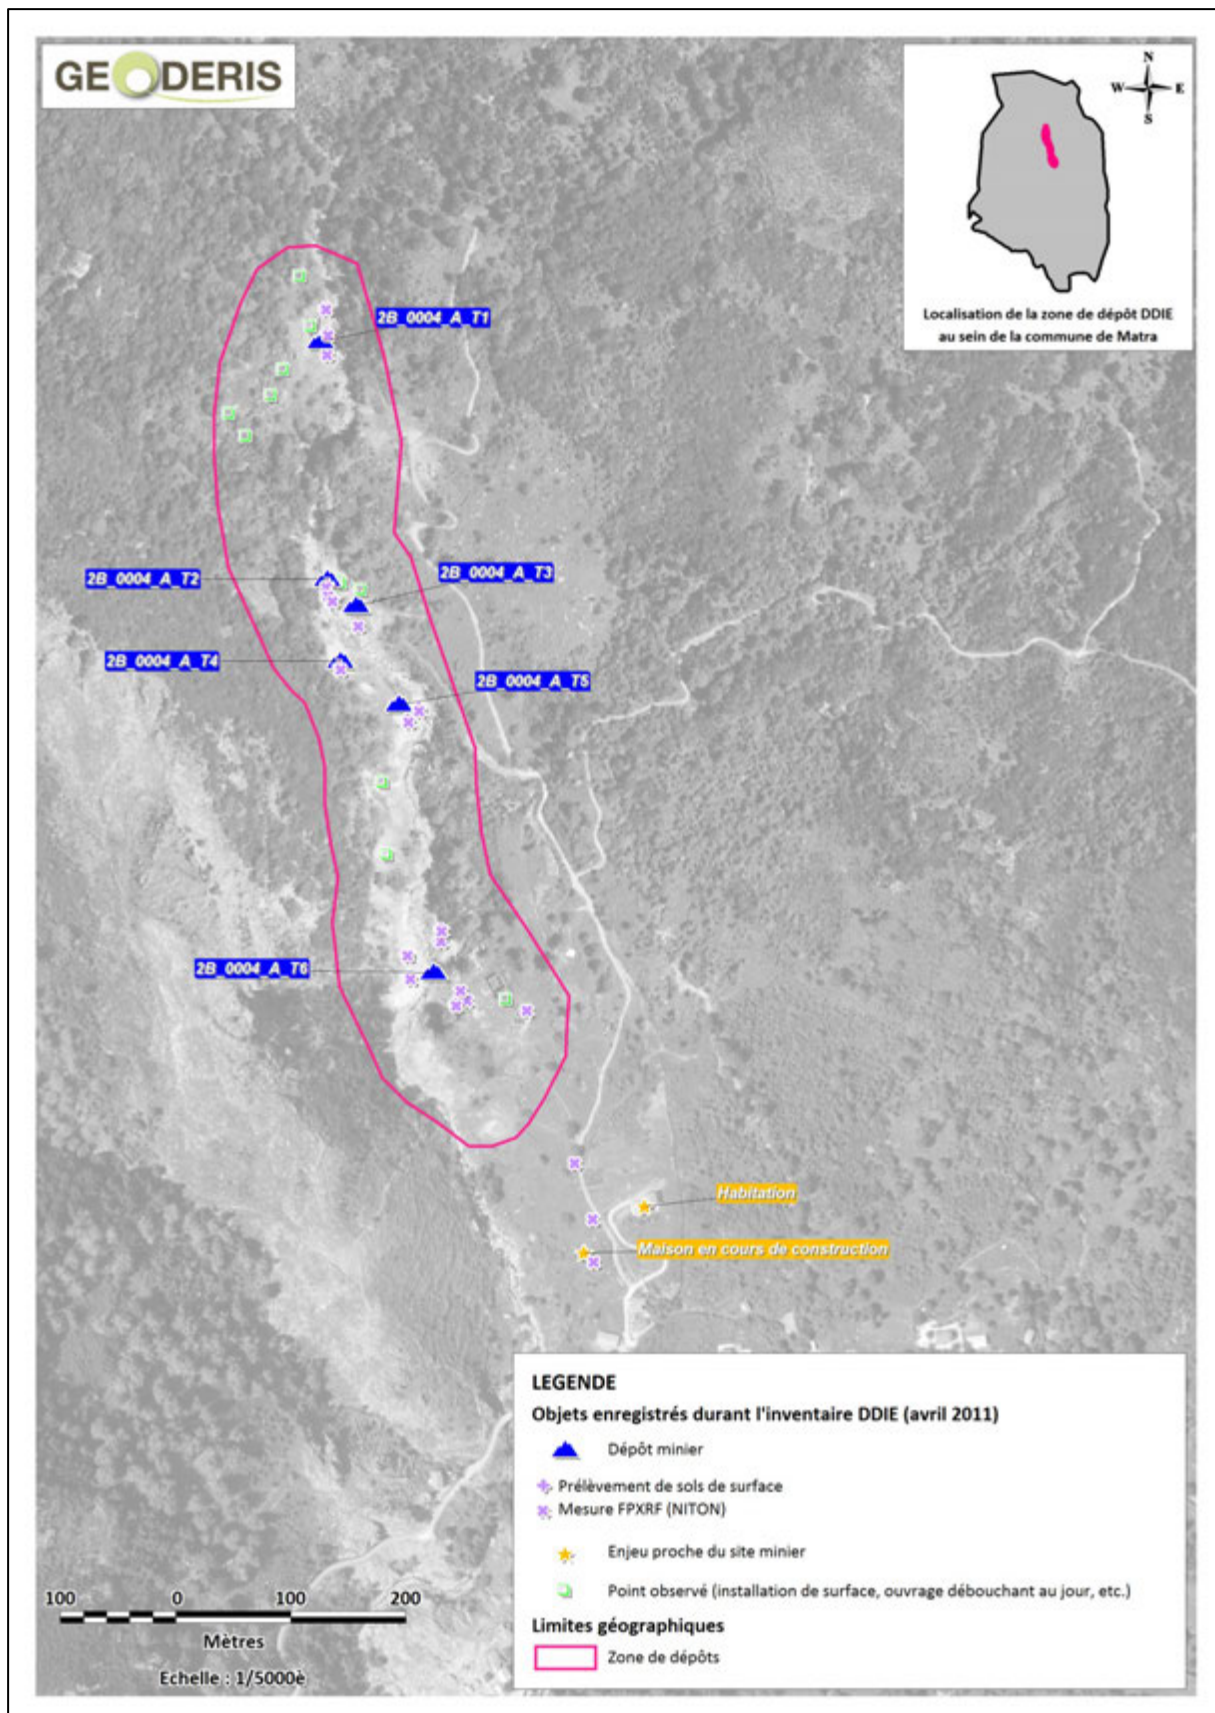 GEODERIS
N
W E
S
Localisation de la zone de dépôt DDIE
au sein de la commune de Matra
2B_0004_A_T1
2B_0004_A_T2
2B_0004_A_T3
2B_0004_A_T4
2B_0004_A_T5
2B_0004_A_T6
Habitation
Maison en cours de construction
LEGENDE
Objets enregistrés durant l'inventaire DDIE (avril 2011)
Dépôt minier
Prélèvement de sols de surface
Mesure FPXRF (NITON)
Enjeu proche du site minier
Point observé (installation de surface, ouvrage débouchant au jour, etc.)
Limites géographiques
Zone de dépôts
100 0 100 200
Mètres
Echelle : 1/5000è